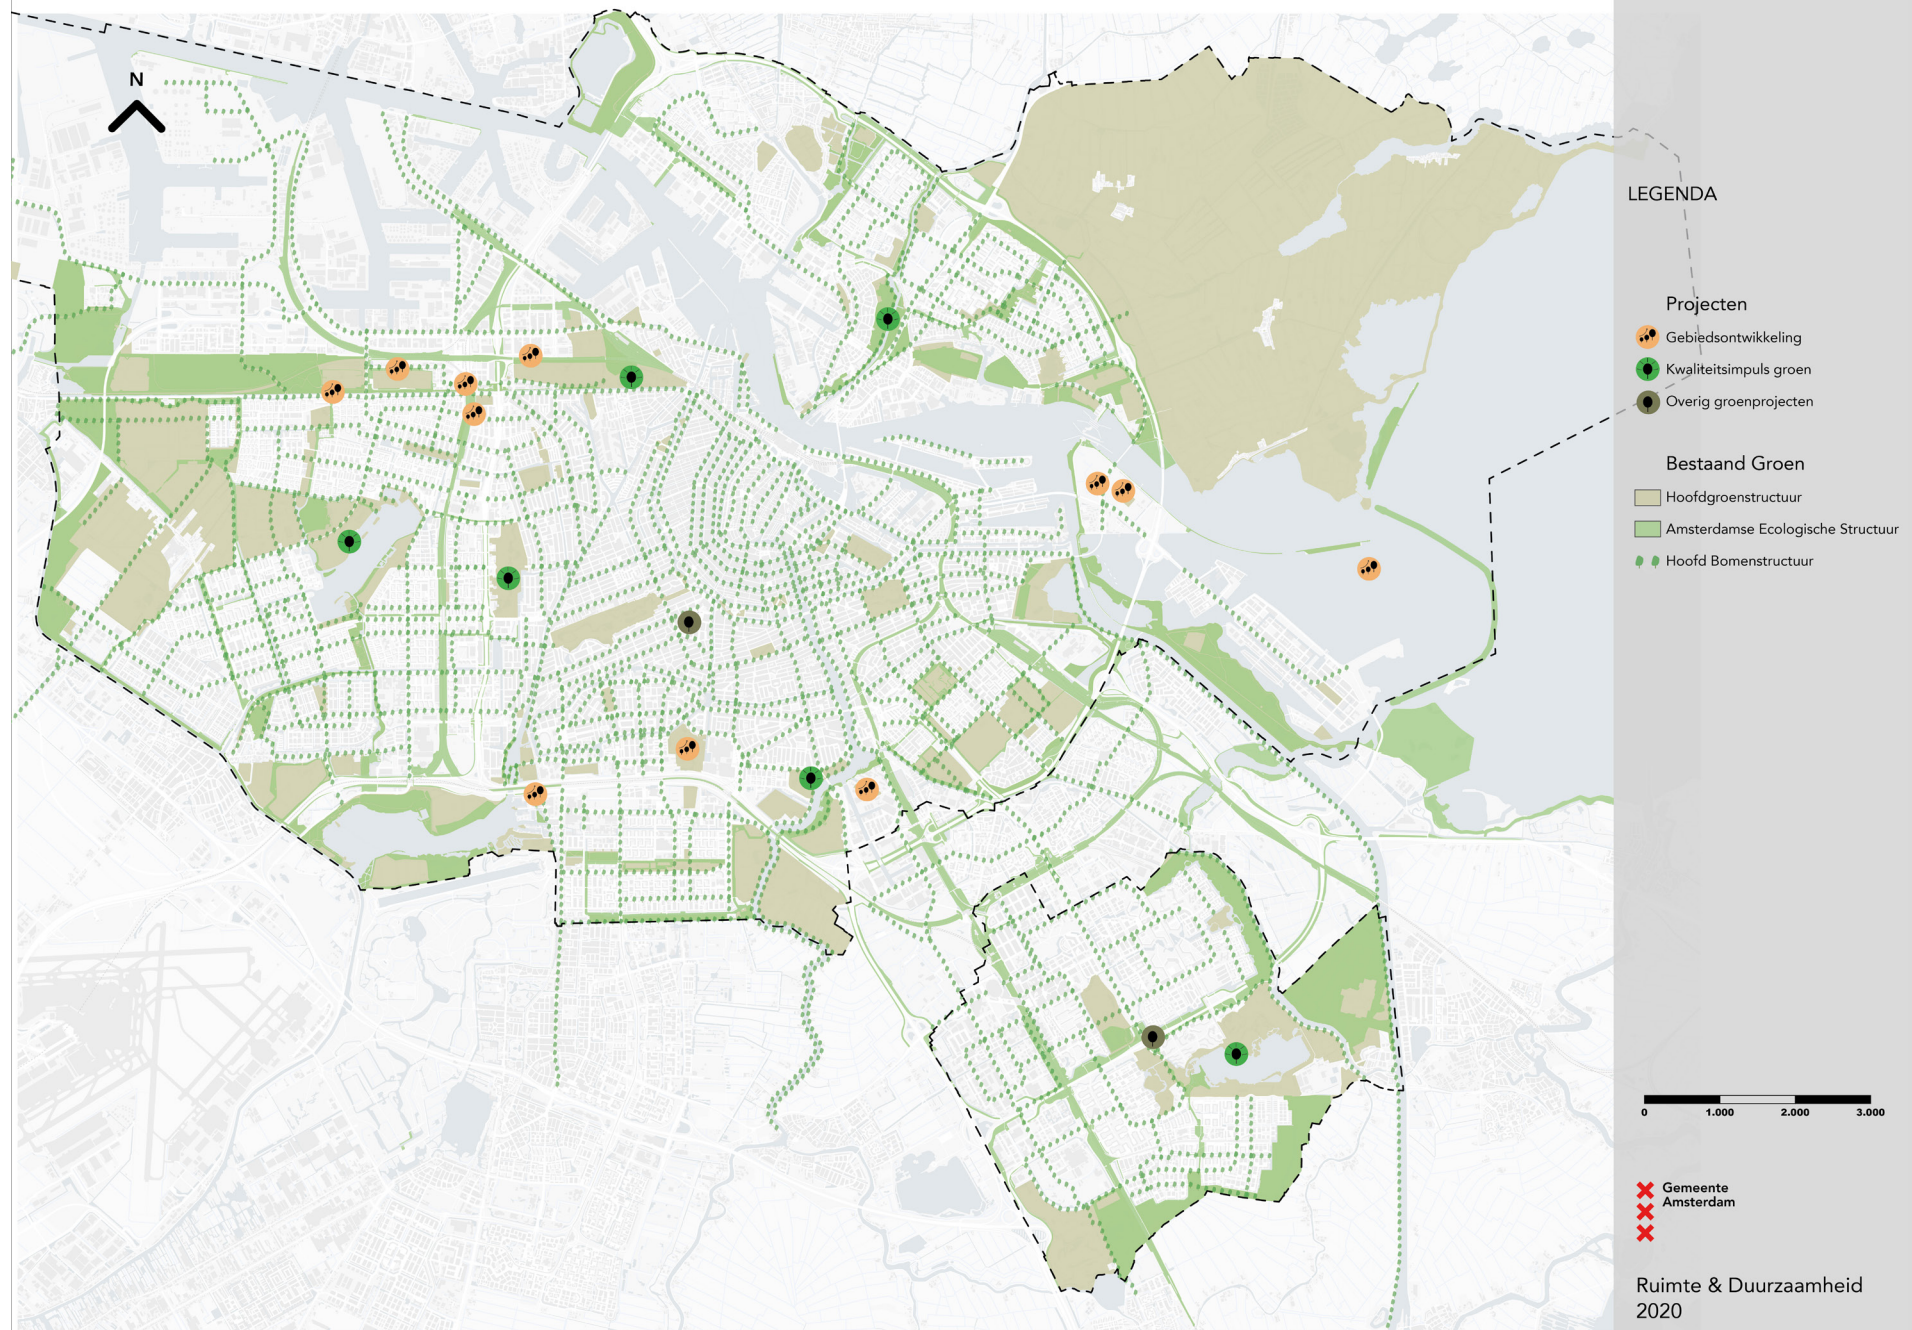 N
LEGENDA
Projecten
Gebiedsontwikkeling
Kwaliteitsimpuls groen
Overig groenprojecten
Bestaand Groen
Hoofdgroenstructuur
Amsterdamse Ecologische Structuur
Hoofd Bomenstructuur
0 1.000 2.000 3.000
Gemeente
Amsterdam
Ruimte & Duurzaamheid
2020